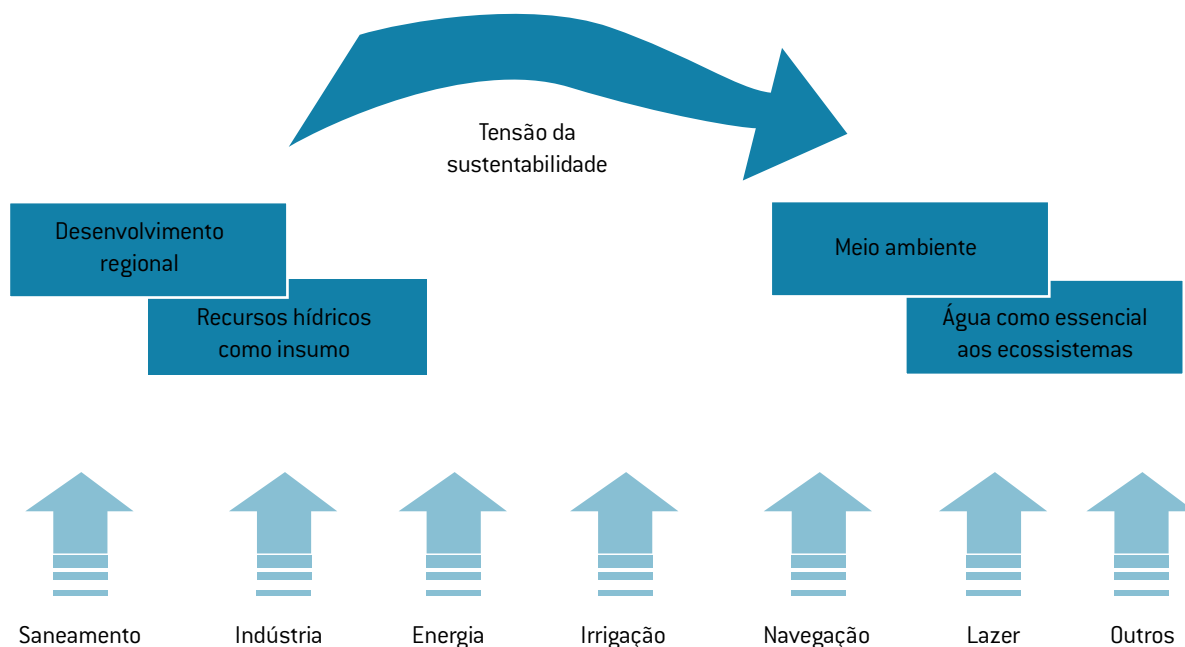 Tensão da
sustentabilidade
Desenvolvimento
regional
Recursos hídricos
como insumo
Meio ambiente
Água como essencial
aos ecossistemas
Saneamento
Indústria
Energia
Irrigação
Navegação
Lazer
Outros